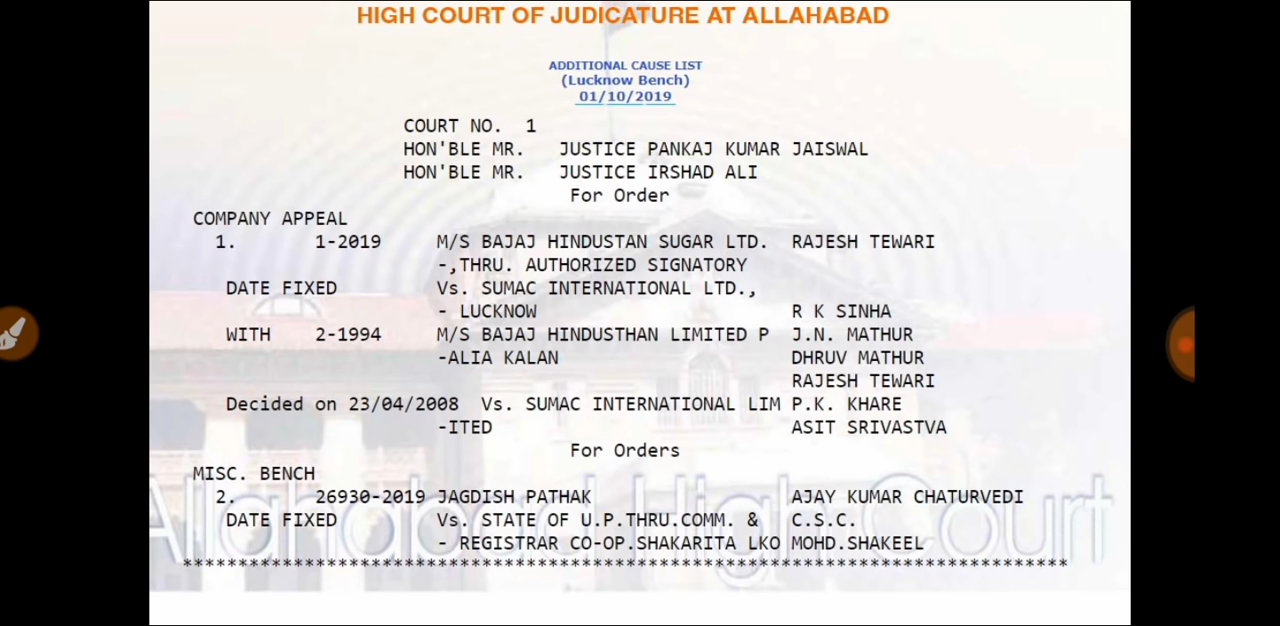 HIGH COURT OF JUDICATURE AT ALLAHABAD
ADDITIONAL CAUSE LIST
(Lucknow Bench)
01/10/2019
COURT NO. 1
HON'BLE MR. JUSTICE PANKAJ KUMAR JAISWAL
HON'BLE MR. JUSTICE IRSHAD ALI
For Order
COMPANY APPEAL
1. 1-2019 M/S BAJAJ HINDUSTAN SUGAR LTD. RAJESH TEWARI
-,THRU. AUTHORIZED SIGNATORY
DATE FIXED Vs. SUMAC INTERNATIONAL LTD.,
- LUCKNOW R K SINHA
WITH 2-1994 M/S BAJAJ HINDUSTHAN LIMITED P J.N. MATHUR
-ALIA KALAN DHRUV MATHUR
RAJESH TEWARI
Decided on 23/04/2008 Vs. SUMAC INTERNATIONAL LIM P.K. KHARE
-ITED ASIT SRIVASTVA
For Orders
MISC. BENCH
2. 26930-2019 JAGDISH PATHAK AJAY KUMAR CHATURVEDI
DATE FIXED Vs. STATE OF U.P.THRU.COMM. & C.S.C.
- REGISTRAR CO-OP.SHAKARITA LKO MOHD.SHAKEEL
********************************************************************************
Allahabad High Court